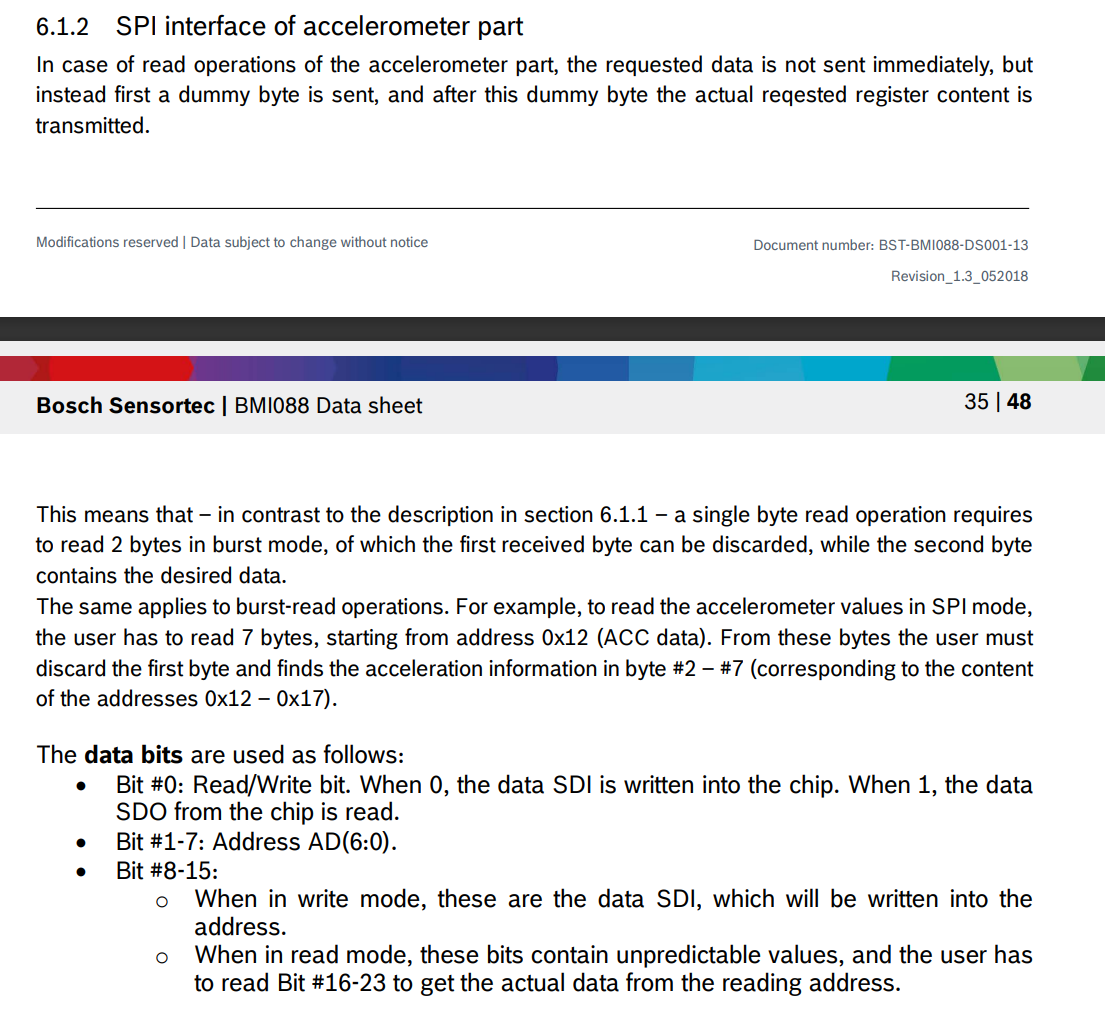 6.1.2 SPI interface of accelerometer part
In case of read operations of the accelerometer part, the requested data is not sent immediately, but
instead first a dummy byte is sent, and after this dummy byte the actual reqested register content is
transmitted.
Modifications reserved | Data subject to change without notice
Document number: BST-BMI088-DS001-13
Revision_1.3_052018
Bosch Sensortec | BMI088 Data sheet
35 | 48
This means that – in contrast to the description in section 6.1.1 – a single byte read operation requires
to read 2 bytes in burst mode, of which the first received byte can be discarded, while the second byte
contains the desired data.
The same applies to burst-read operations. For example, to read the accelerometer values in SPI mode,
the user has to read 7 bytes, starting from address 0x12 (ACC data). From these bytes the user must
discard the first byte and finds the acceleration information in byte #2 – #7 (corresponding to the content
of the addresses 0x12 – 0x17).
The data bits are used as follows:
• Bit #0: Read/Write bit. When 0, the data SDI is written into the chip. When 1, the data
SDO from the chip is read.
• Bit #1-7: Address AD(6:0).
• Bit #8-15:
o When in write mode, these are the data SDI, which will be written into the
address.
o When in read mode, these bits contain unpredictable values, and the user has
to read Bit #16-23 to get the actual data from the reading address.